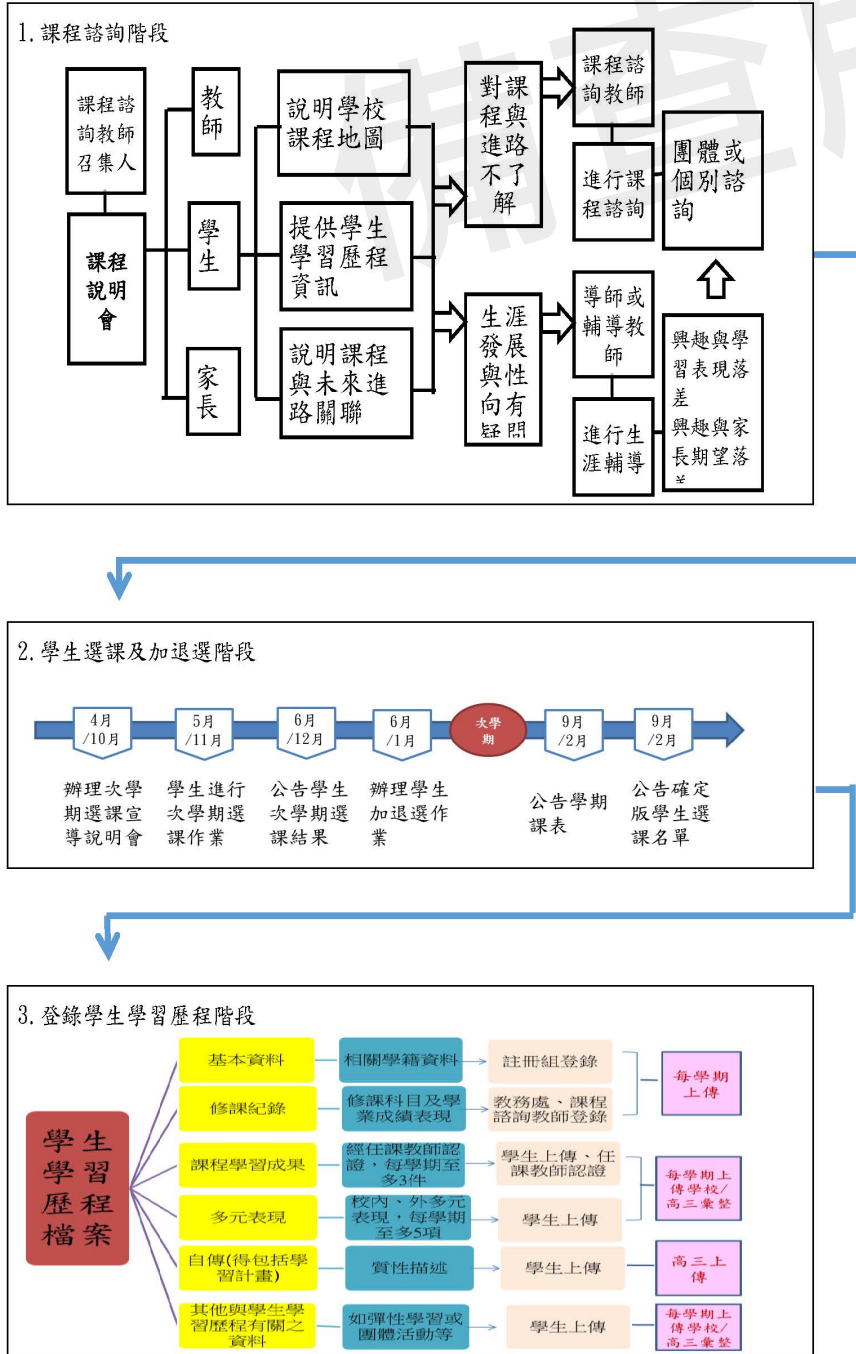 備查
1.課程諮詢階段
課程諮
詢教師
召集人
課程
說明
會
教
師
學
生
家
長
說明學校
課程地圖
提供學生
學習歷程
資訊
說明課程
與未來進
路關聯
對課
程與
進路
不了
解
生涯
發展
與性
向有
疑問
課程諮
詢教師
進行課
程諮詢
團體或
個別諮
詢
導師或
輔導教
師
進行生
涯輔導
興趣與學
習表現落
差
興趣與家
長期望落
差
2.學生選課及加退選階段
4月
/10月
5月
/11月
6月
/12月
6月
/1月
次學
期
9月
/2月
9月
/2月
辦理次學
期選課宣
導說明會
學生進行
次學期選
課作業
公告學生
次學期選
課結果
辦理學生
加退選作
業
公告學期
課表
公告確定
版學生選
課名單
3.登錄學生學習歷程階段
學生
學習
歷程
檔案
基本資料
相關學籍資料
註冊組登錄
每學期
上傳
修課紀錄
修課科目及學
業成績表現
教務處、課程
諮詢教師登錄
課程學習成果
經任課教師認
證，每學期至
多3件
學生上傳、任
課教師認證
每學期上
傳學校/
高三彙整
多元表現
校內、外多元
表現，每學期
至多5項
學生上傳
自傳(得包括學
習計畫)
質性描述
學生上傳
高三上
傳
其他與學生學
習歷程有關之
資料
如彈性學習或
團體活動等
學生上傳
每學期上
傳學校/
高三彙整